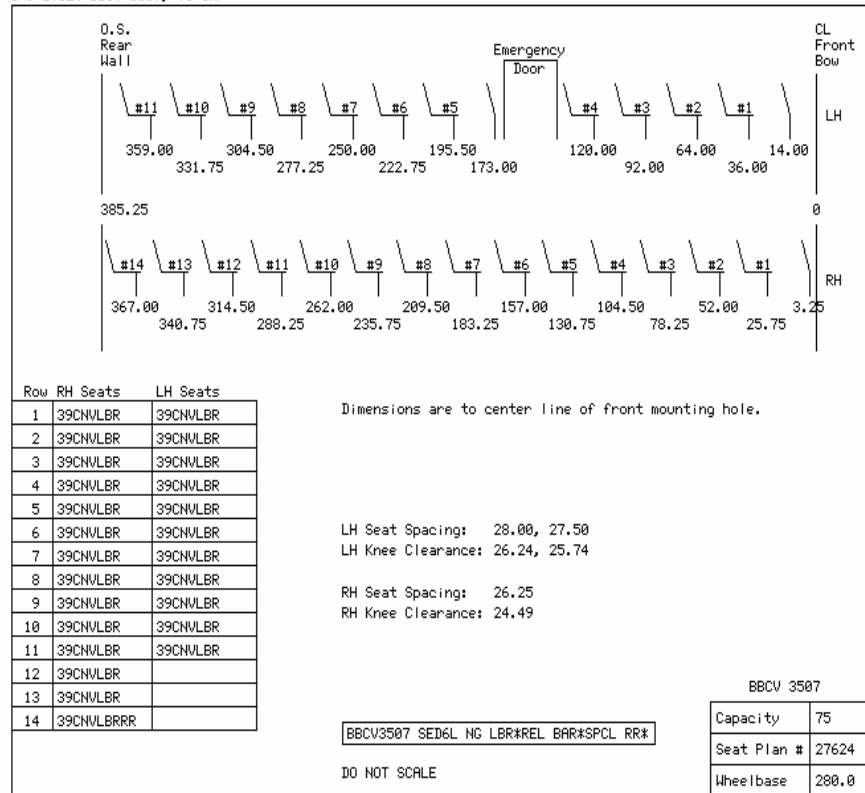 O.S.
Rear
Wall
Emergency
Door
CL
Front
Bow
#11 #10 #9 #8 #7 #6 #5 #4 #3 #2 #1
LH
359.00 304.50 250.00 195.50 120.00 64.00 14.00
331.75 277.25 222.75 173.00 92.00 36.00
385.25 0
#14 #13 #12 #11 #10 #9 #8 #7 #6 #5 #4 #3 #2 #1
RH
367.00 314.50 262.00 209.50 157.00 104.50 52.00 3.25
340.75 288.25 235.75 183.25 130.75 78.25 25.75
Row RH Seats LH Seats
1 39CNVLBR 39CNVLBR
2 39CNVLBR 39CNVLBR
3 39CNVLBR 39CNVLBR
4 39CNVLBR 39CNVLBR
5 39CNVLBR 39CNVLBR
6 39CNVLBR 39CNVLBR
7 39CNVLBR 39CNVLBR
8 39CNVLBR 39CNVLBR
9 39CNVLBR 39CNVLBR
10 39CNVLBR 39CNVLBR
11 39CNVLBR 39CNVLBR
12 39CNVLBR
13 39CNVLBR
14 39CNVLBRRR
Dimensions are to center line of front mounting hole.
LH Seat Spacing: 28.00, 27.50
LH Knee Clearance: 26.24, 25.74
RH Seat Spacing: 26.25
RH Knee Clearance: 24.49
BBCV3507 SED6L NG LBR*REL BAR*SPCL RR*
DO NOT SCALE
BBCV 3507
Capacity 75
Seat Plan # 27624
Wheelbase 280.0